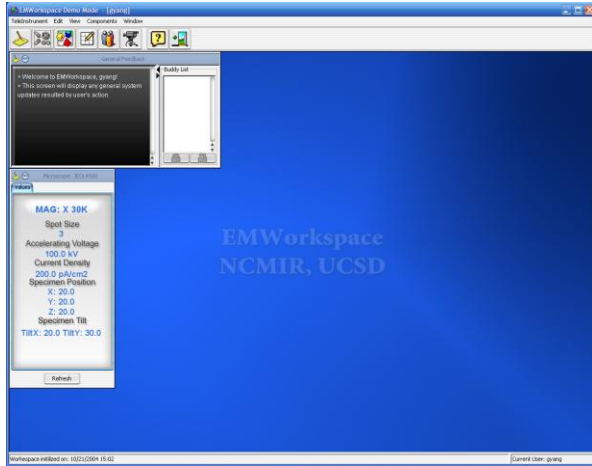 EMWorkspace Demo Mode - [gyang]
TeleInstrument Edit View Components Window
General Feedback
» Welcome to EMWorkspace, gyang!
» This screen will display any general system
updates resulted by user's action.
Buddy List
Values
MAG: X 30K
Spot Size
3
Accelerating Voltage
100.0 kV
Current Density
200.0 pA/cm2
Specimen Position
X: 20.0
Y: 20.0
Z: 20.0
Specimen Tilt
TiltX: 20.0 TiltY: 30.0
Refresh
EMWorkspace
NCMIR, UCSD
Workspace initilized on: 10/21/2004 15:02
Current User: gyang